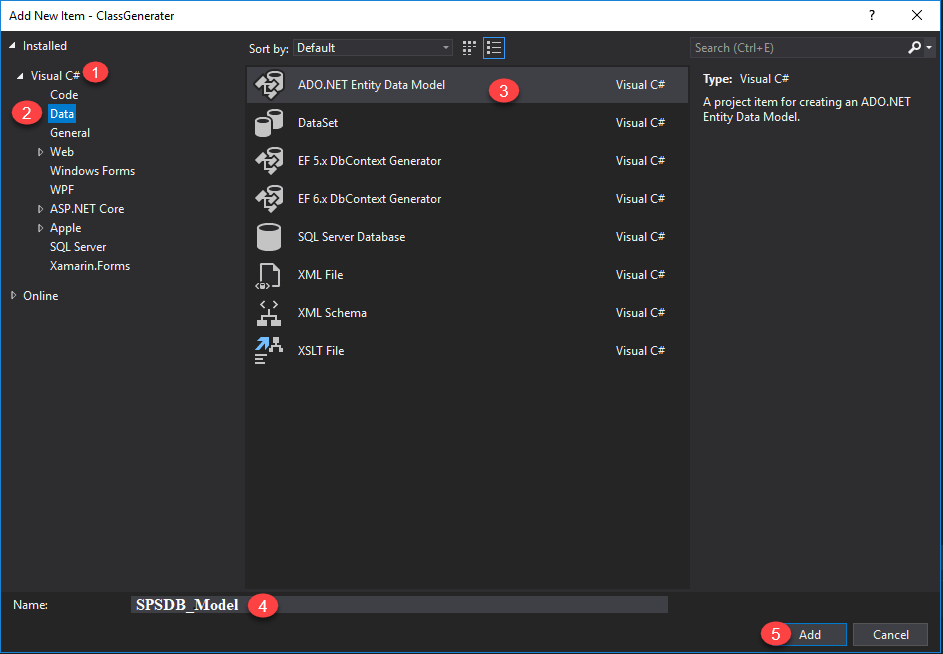 Add New Item - ClassGenerater
?
Installed
Visual C# 1
Code
2 Data
General
Web
Windows Forms
WPF
ASP.NET Core
Apple
SQL Server
Xamarin.Forms
Online
Sort by: Default
ADO.NET Entity Data Model 3 Visual C#
DataSet Visual C#
EF 5.x DbContext Generator Visual C#
EF 6.x DbContext Generator Visual C#
SQL Server Database Visual C#
XML File Visual C#
XML Schema Visual C#
XSLT File Visual C#
Search (Ctrl+E)
Type: Visual C#
A project item for creating an ADO.NET
Entity Data Model.
Name: SPSDB_Model 4
5 Add Cancel